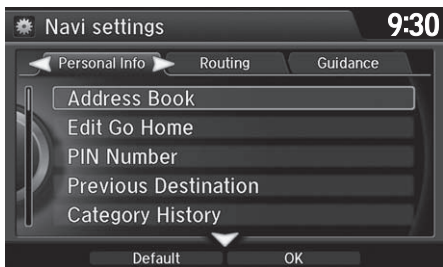 Navi settings 9:30
Personal Info Routing Guidance
Address Book
Edit Go Home
PIN Number
Previous Destination
Category History
Default OK